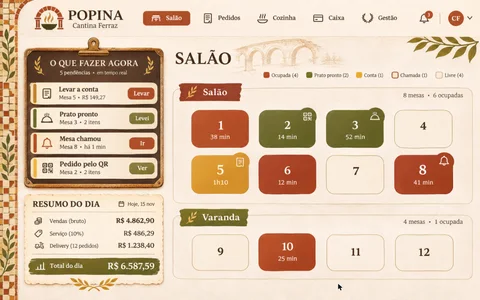 POPINA
Cantina Ferraz
Salão
Pedidos
Cozinha
Caixa
Gestão
CF
O QUE FAZER AGORA
5 pendências • em tempo real
Levar a conta
Mesa 5 • R$ 149,27
Levar
Prato pronto
Mesa 3 • 2 itens
Levei
Mesa chamou
Mesa 8 • há 1 min
Ir
Pedido pelo QR
Mesa 2 • 2 itens
Ver
RESUMO DO DIA
Hoje, 15 nov
Vendas (bruto) R$ 4.862,90
Serviço (10%) R$ 486,29
Delivery (12 pedidos) R$ 1.238,40
Total do dia R$ 6.587,59
SALÃO
Ocupada (4)
Prato pronto (2)
Conta (1)
Chamada (1)
Livre (4)
Salão
8 mesas • 6 ocupadas
1
38 min
2
14 min
3
52 min
4
5
1h10
6
12 min
7
8
41 min
Varanda
4 mesas • 1 ocupada
9
10
25 min
11
12